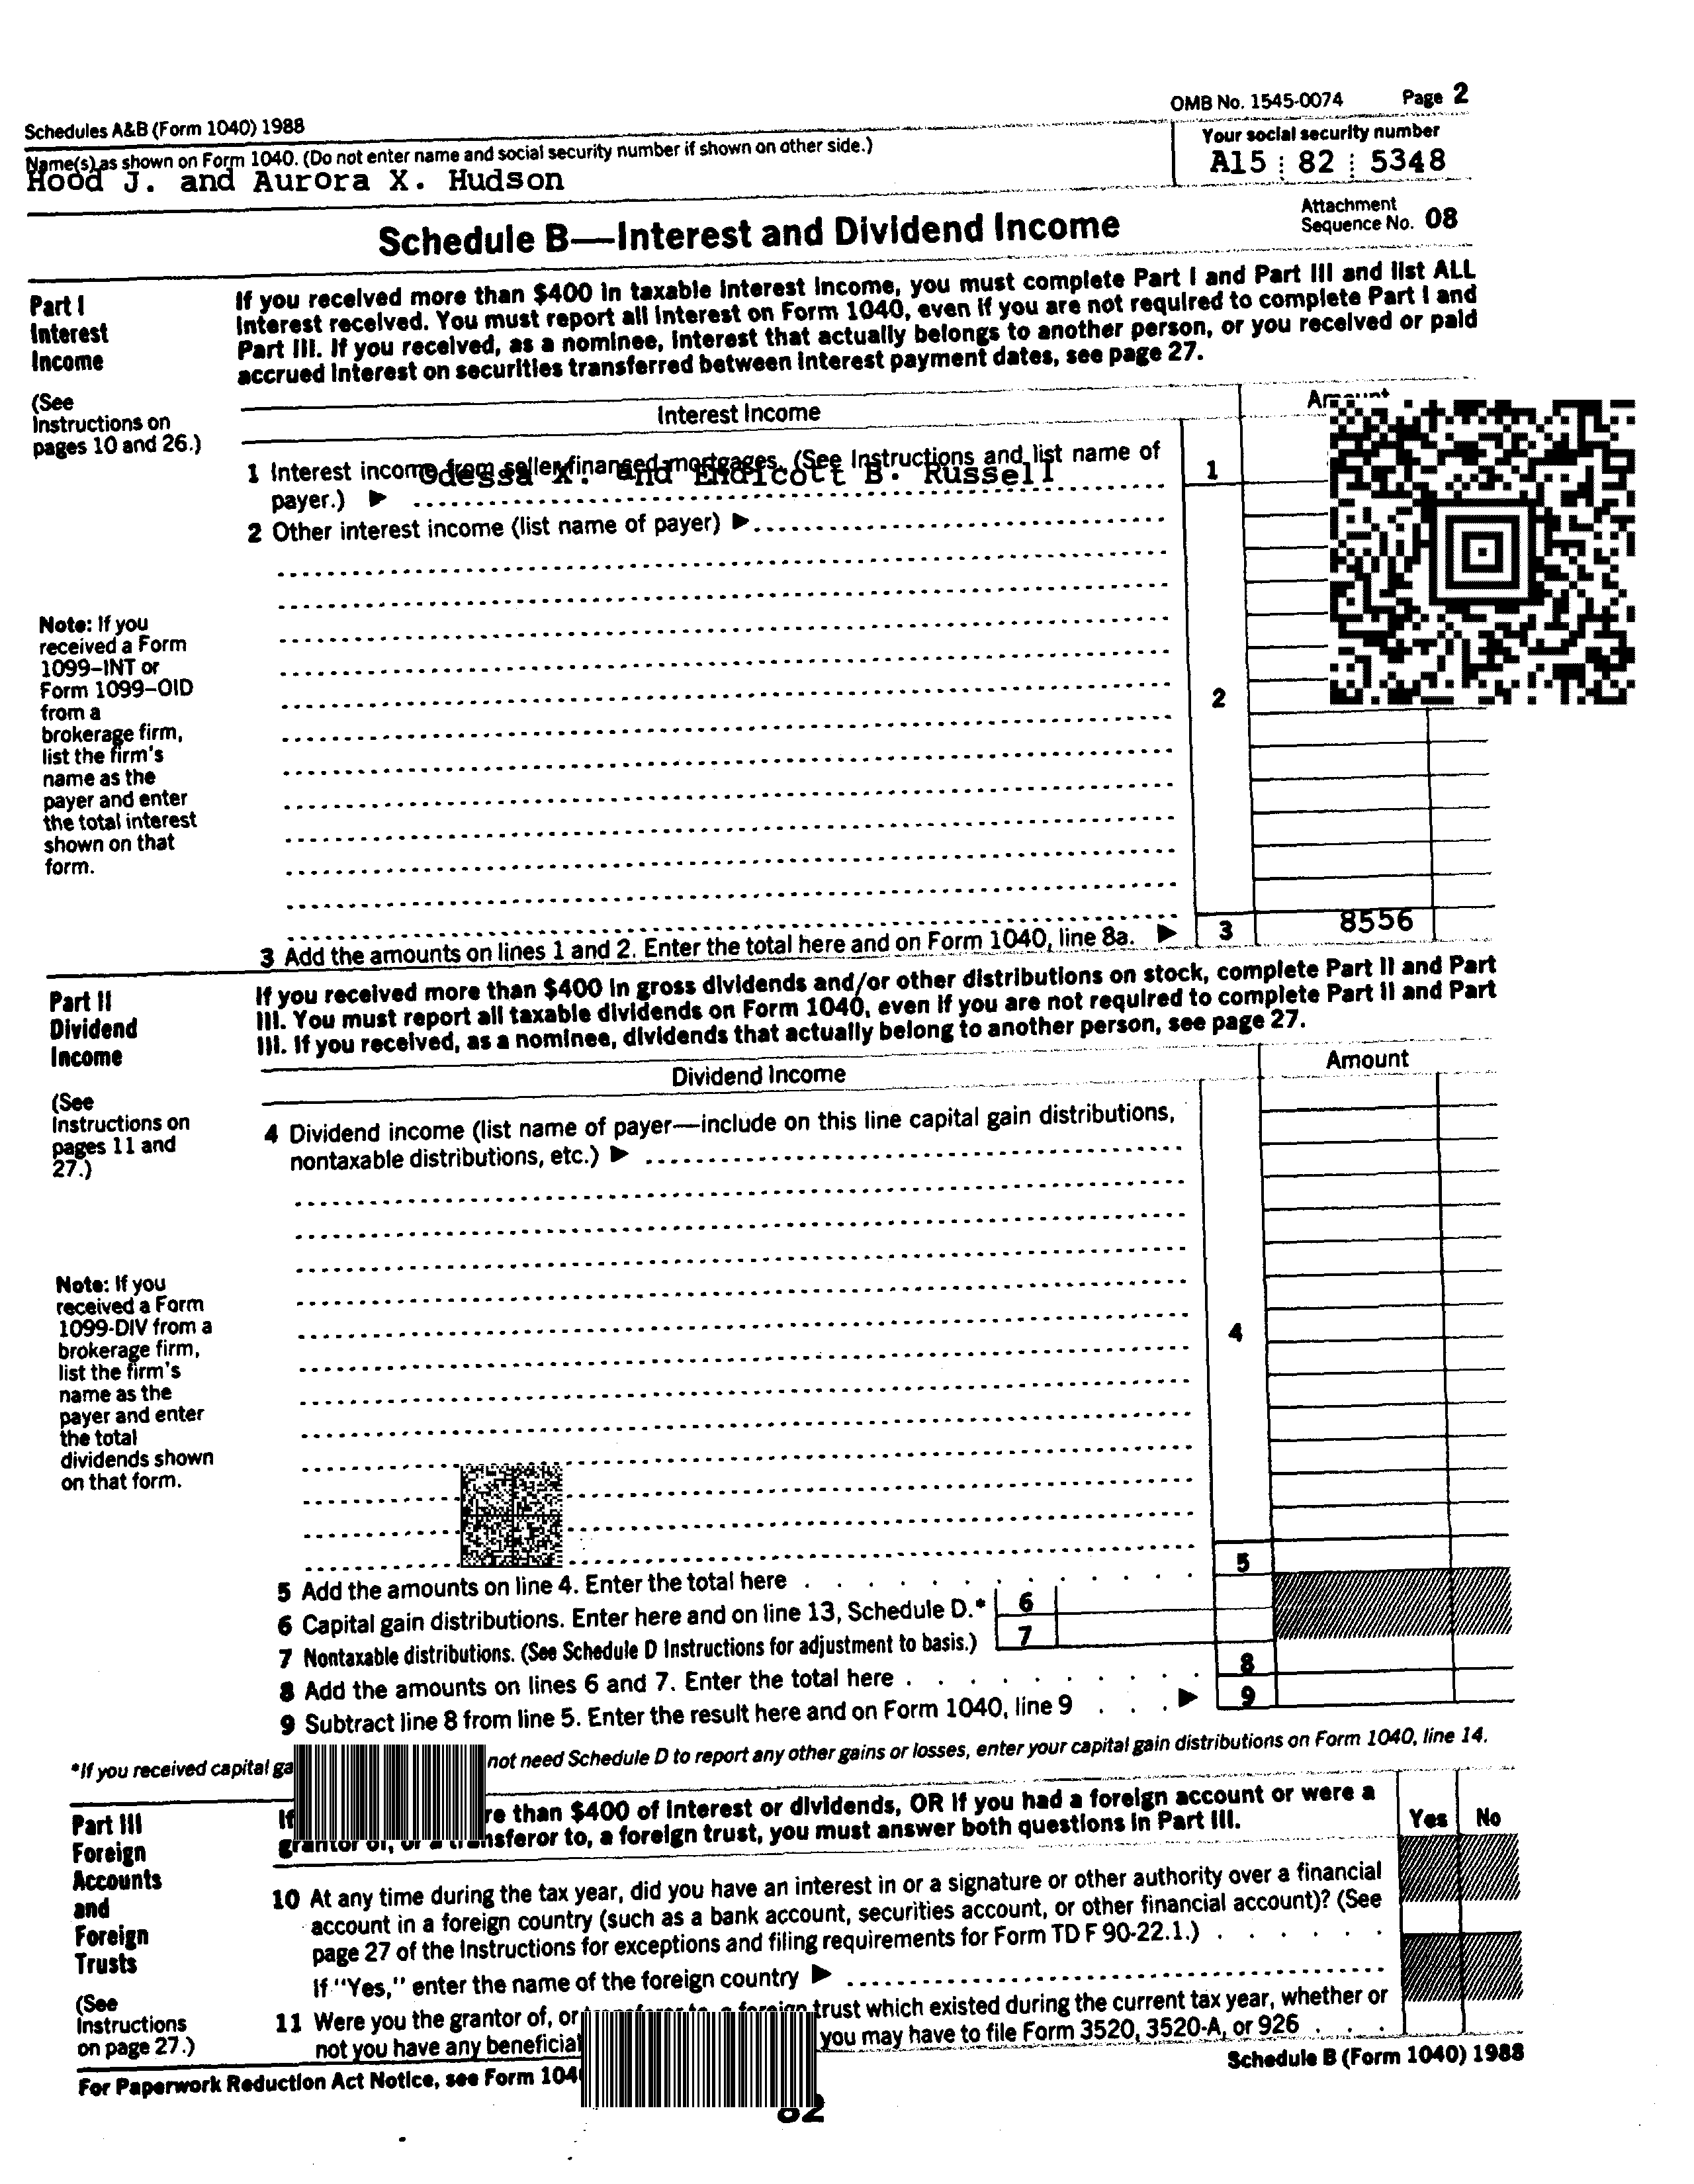 OMB No. 1545-0074 Page 2
Schedules A&B (Form 1040) 1988
Name(s) as shown on Form 1040. (Do not enter name and social security number if shown on other side.)
Your social security number
Hood J. and Aurora X. Hudson
A15 82 5348
Schedule B—Interest and Dividend Income
Attachment
Sequence No. 08
Part I
Interest
Income
(See
Instructions on
pages 10 and 26.)
If you received more than $400 in taxable interest income, you must complete Part I and Part III and list ALL
interest received. You must report all interest on Form 1040, even if you are not required to complete Part I and
Part III. If you received, as a nominee, interest that actually belongs to another person, or you received or paid
accrued interest on securities transferred between interest payment dates, see page 27.
Interest Income
Amount
1 Interest income from seller-financed mortgages. (See Instructions and list name of
payer.) ▶
Odessa X. and Endicott B. Russell
1
2 Other interest income (list name of payer) ▶
Note: If you
received a Form
1099-INT or
Form 1099-OID
from a
brokerage firm,
list the firm's
name as the
payer and enter
the total interest
shown on that
form.
2
3 Add the amounts on lines 1 and 2. Enter the total here and on Form 1040, line 8a. ▶ 3 8556
Part II
Dividend
Income
(See
Instructions on
pages 11 and
27.)
If you received more than $400 in gross dividends and/or other distributions on stock, complete Part II and Part
III. You must report all taxable dividends on Form 1040, even if you are not required to complete Part II and Part
III. If you received, as a nominee, dividends that actually belong to another person, see page 27.
Dividend Income
Amount
4 Dividend income (list name of payer—include on this line capital gain distributions,
nontaxable distributions, etc.) ▶
Note: If you
received a Form
1099-DIV from a
brokerage firm,
list the firm's
name as the
payer and enter
the total
dividends shown
on that form.
4
5 Add the amounts on line 4. Enter the total here . . . . . . . . . 5
6 Capital gain distributions. Enter here and on line 13, Schedule D.* 6
7 Nontaxable distributions. (See Schedule D Instructions for adjustment to basis.) 7
8 Add the amounts on lines 6 and 7. Enter the total here . . . . . . . . 8
9 Subtract line 8 from line 5. Enter the result here and on Form 1040, line 9 . . . ▶ 9
*If you received capital ga not need Schedule D to report any other gains or losses, enter your capital gain distributions on Form 1040, line 14.
Part III
Foreign
Accounts
and
Foreign
Trusts
(See
Instructions
on page 27.)
If re than $400 of interest or dividends, OR if you had a foreign account or were a
grantor of, or a transferor to, a foreign trust, you must answer both questions in Part III.
Yes No
10 At any time during the tax year, did you have an interest in or a signature or other authority over a financial
account in a foreign country (such as a bank account, securities account, or other financial account)? (See
page 27 of the Instructions for exceptions and filing requirements for Form TD F 90-22.1.) . . . . . .
If "Yes," enter the name of the foreign country ▶
11 Were you the grantor of, or transferor to, a foreign trust which existed during the current tax year, whether or
not you have any beneficial you may have to file Form 3520, 3520-A, or 926 . . .
For Paperwork Reduction Act Notice, see Form 104
Schedule B (Form 1040) 1988
62